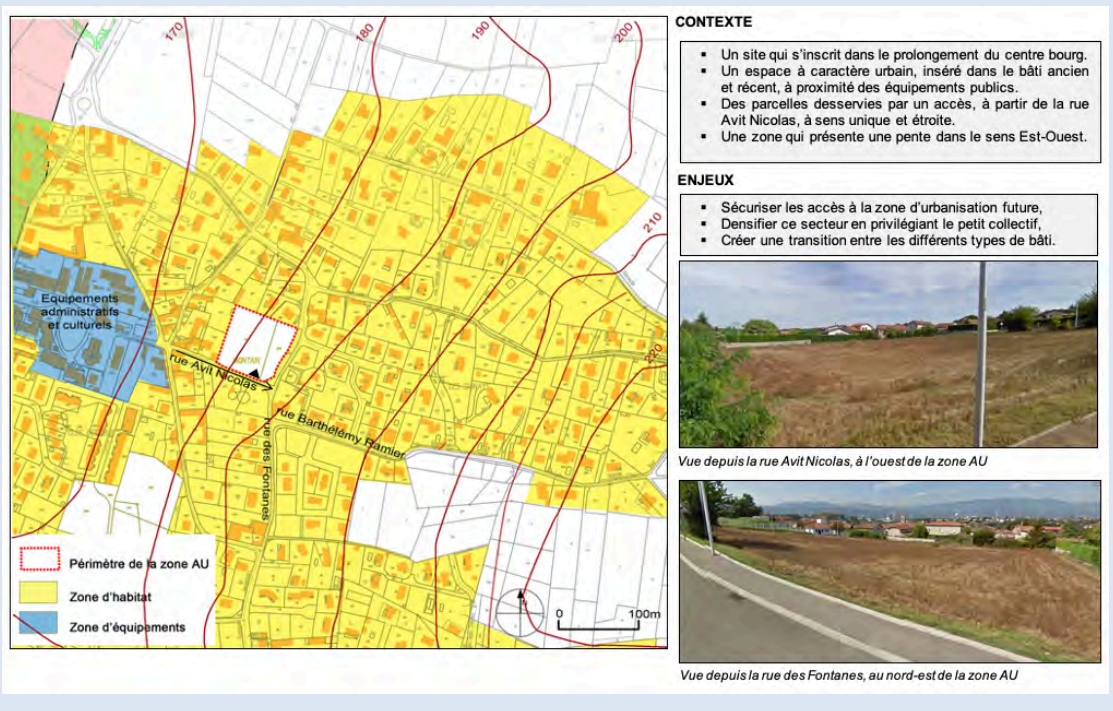 170
180
190
200
210
220
Equipements
administratifs
et culturels
rue Avit Nicolas
rue Barthélémy Ramier
rue des Fontanes
Périmètre de la zone AU
Zone d'habitat
Zone d'équipements
0 100m
CONTEXTE
▪ Un site qui s'inscrit dans le prolongement du centre bourg.
▪ Un espace à caractère urbain, inséré dans le bâti ancien
et récent, à proximité des équipements publics.
▪ Des parcelles desservies par un accès, à partir de la rue
Avit Nicolas, à sens unique et étroite.
▪ Une zone qui présente une pente dans le sens Est-Ouest.
ENJEUX
▪ Sécuriser les accès à la zone d'urbanisation future,
▪ Densifier ce secteur en privilégiant le petit collectif,
▪ Créer une transition entre les différents types de bâti.
Vue depuis la rue Avit Nicolas, à l'ouest de la zone AU
Vue depuis la rue des Fontanes, au nord-est de la zone AU